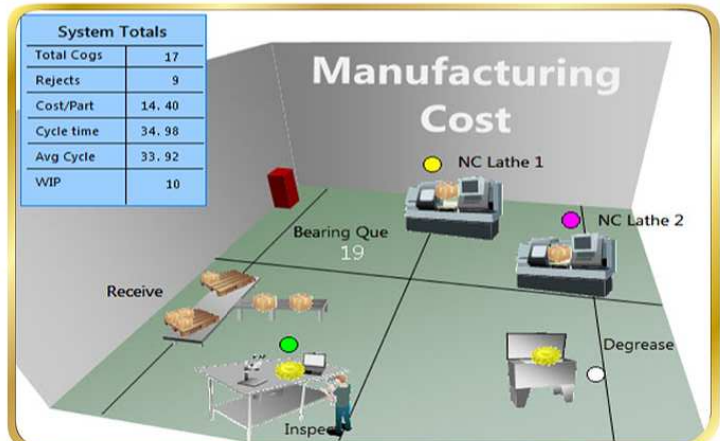 System Totals
Total Cogs 17
Rejects 9
Cost/Part 14. 40
Cycle time 34. 98
Avg Cycle 33. 92
WIP 10
Manufacturing
Cost
NC Lathe 1
NC Lathe 2
Bearing Que
19
Receive
Degrease
Inspec